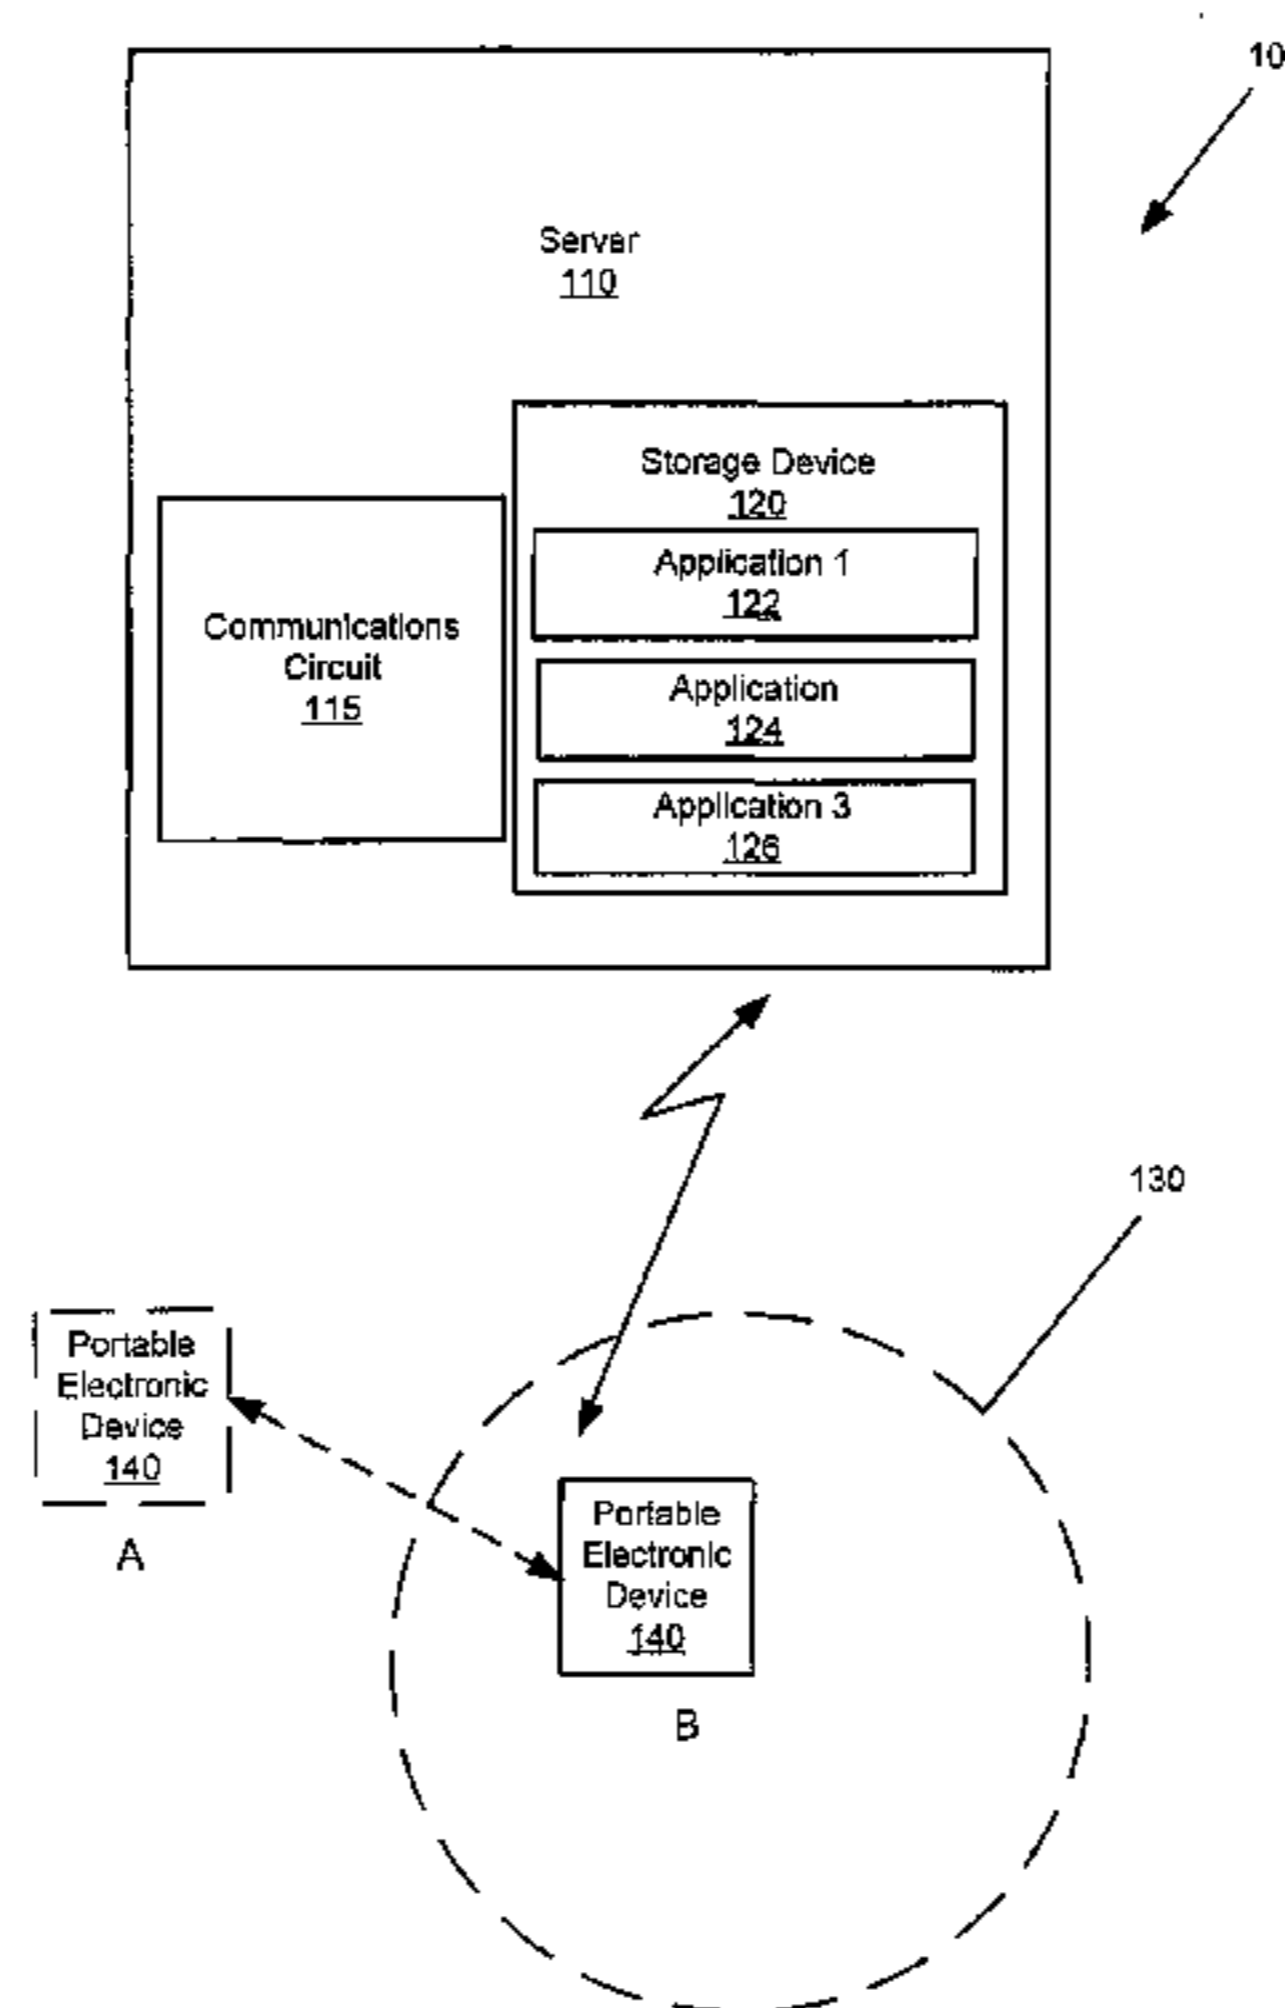 10
Server
110
Storage Device
120
Application 1
122
Communications
Circuit
115
Application
124
Application 3
126
130
Portable
Electronic
Device
140
A
Portable
Electronic
Device
140
B